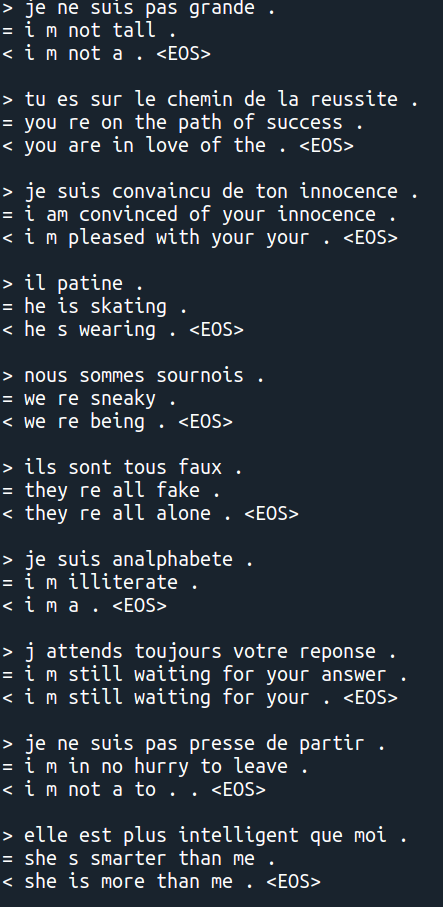 > je ne suis pas grande .
= i m not tall .
< i m not a . <EOS>
> tu es sur le chemin de la reussite .
= you re on the path of success .
< you are in love of the . <EOS>
> je suis convaincu de ton innocence .
= i am convinced of your innocence .
< i m pleased with your your . <EOS>
> il patine .
= he is skating .
< he s wearing . <EOS>
> nous sommes sournois .
= we re sneaky .
< we re being . <EOS>
> ils sont tous faux .
= they re all fake .
< they re all alone . <EOS>
> je suis analphabete .
= i m illiterate .
< i m a . <EOS>
> j attends toujours votre reponse .
= i m still waiting for your answer .
< i m still waiting for your . <EOS>
> je ne suis pas presse de partir .
= i m in no hurry to leave .
< i m not a to . . <EOS>
> elle est plus intelligent que moi .
= she s smarter than me .
< she is more than me . <EOS>